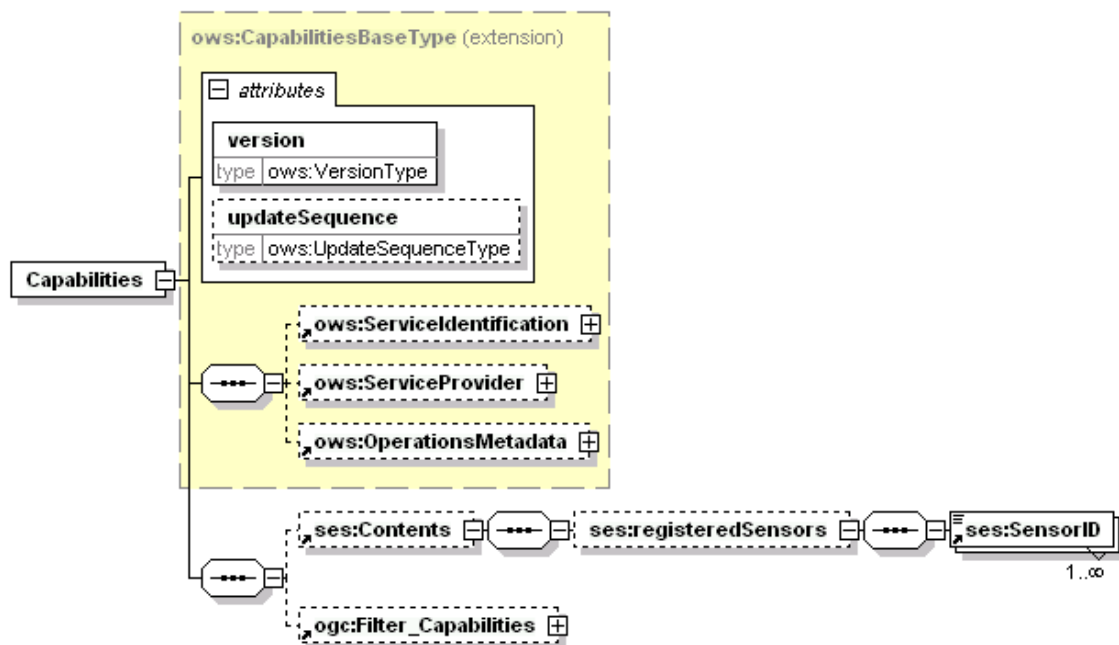 ows:CapabilitiesBaseType (extension)
attributes
version
type ows:VersionType
updateSequence
type ows:UpdateSequenceType
Capabilities
ows:ServiceIdentification
ows:ServiceProvider
ows:OperationsMetadata
ses:Contents
ses:registeredSensors
ses:SensorID
1..∞
ogc:Filter_Capabilities